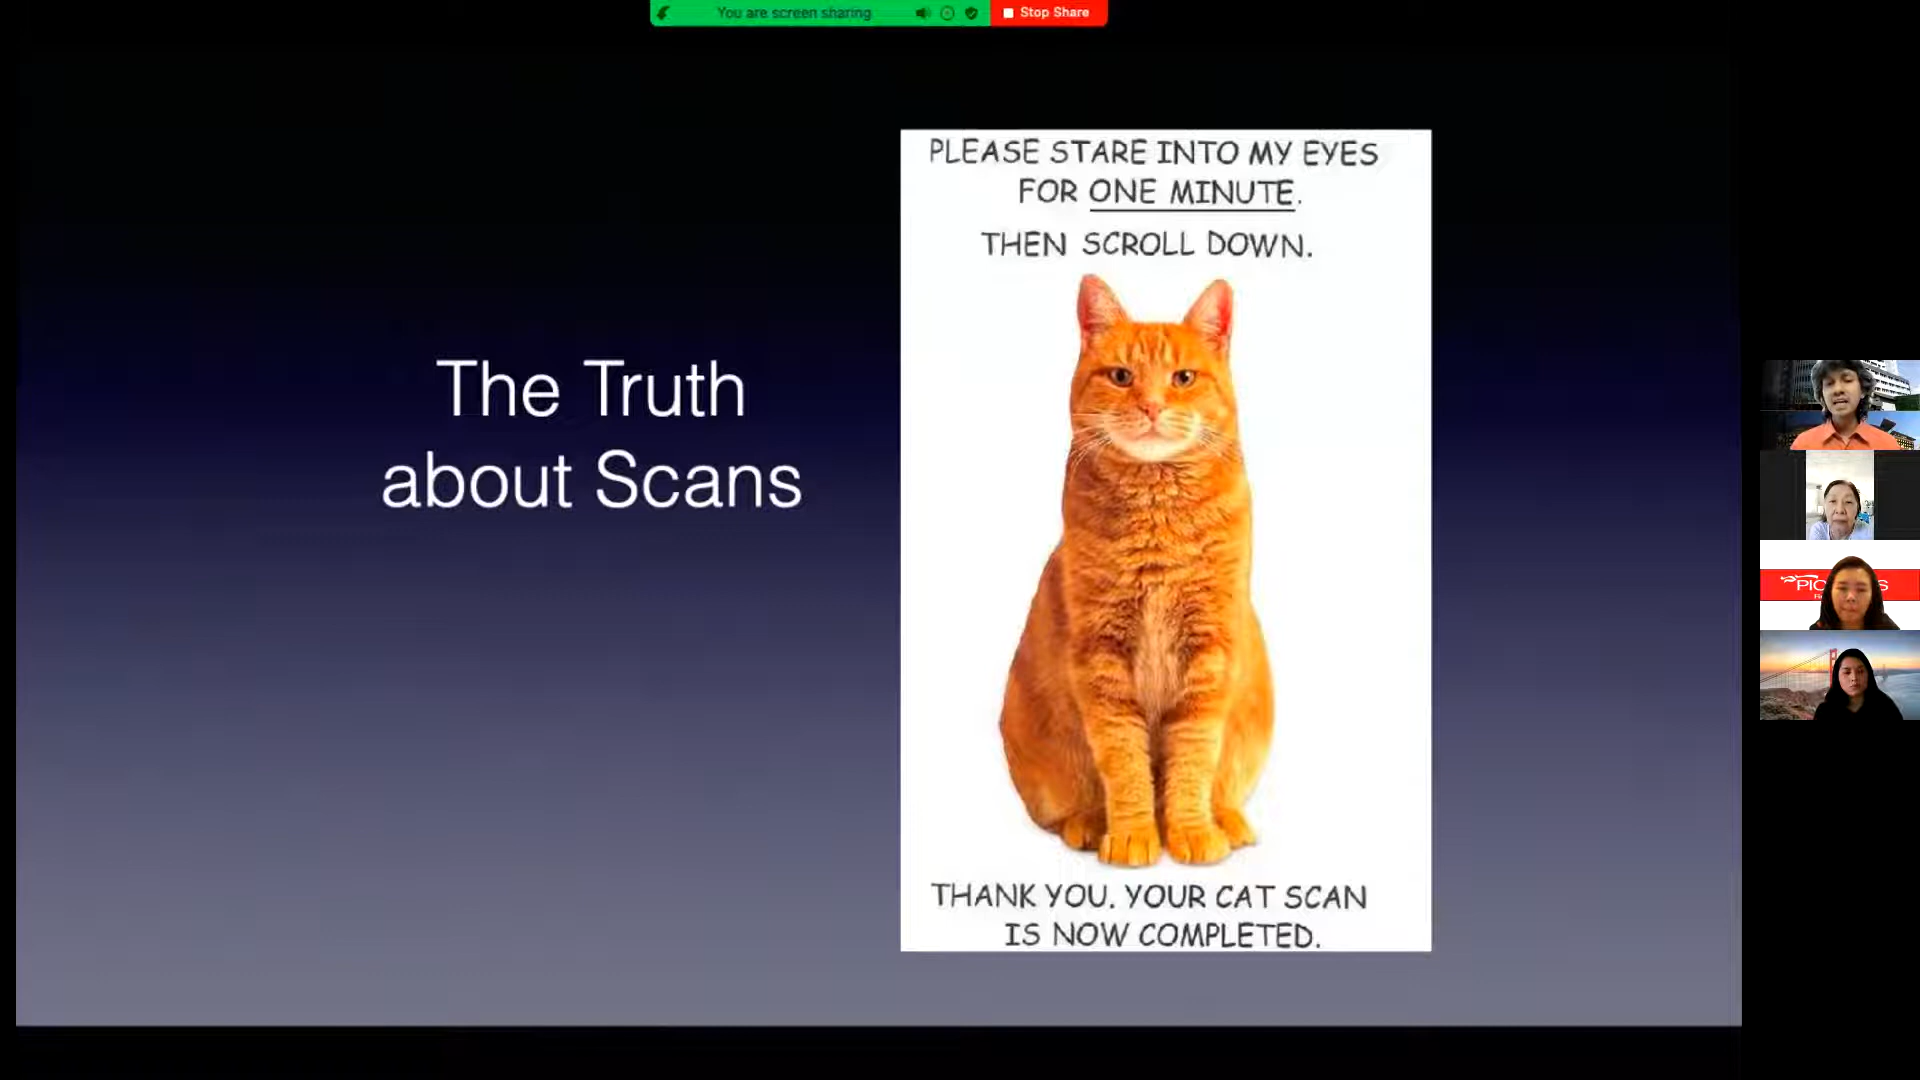 You are screen sharing
Stop Share
PLEASE STARE INTO MY EYES
FOR ONE MINUTE.
THEN SCROLL DOWN.
The Truth
about Scans
THANK YOU. YOUR CAT SCAN
IS NOW COMPLETED.